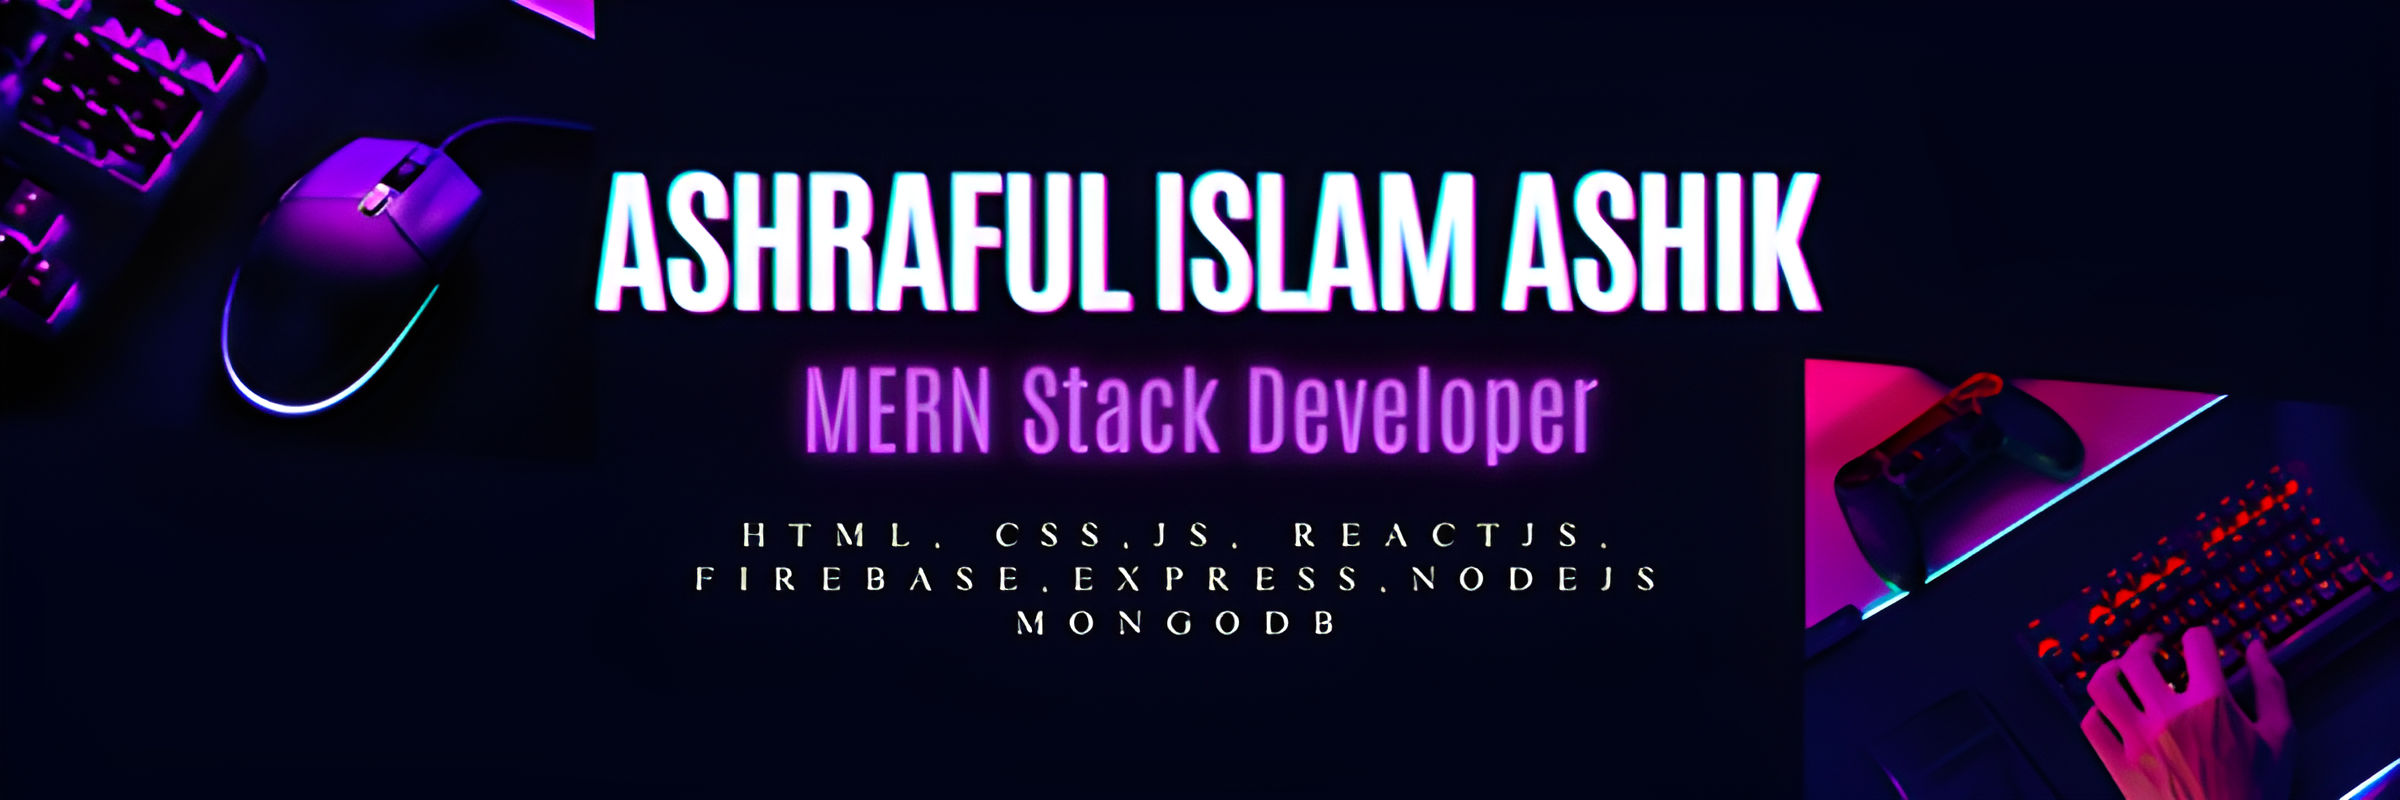 ASHRAFUL ISLAM ASHIK
MERN Stack Developer
HTML. CSS.JS. REACTJS.
FIREBASE.EXPRESS.NODEJS
MONGODB